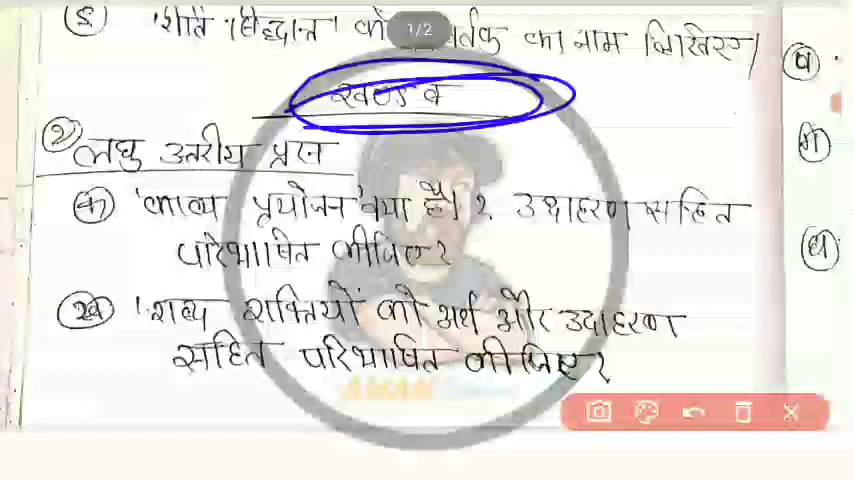 ङ 'रीति सिद्धान्त' के 1/2 र्तक का नाम लिखिए।
खण्ड व
2 लघु उत्तरीय प्रश्न
क 'काव्य प्रयोजन' क्या है। ? उदाहरण सहित
परिभाषित कीजिए ?
ख 'शब्द शक्तियों को अर्थ और उदाहरण
सहित परिभाषित कीजिए ?
AMAN